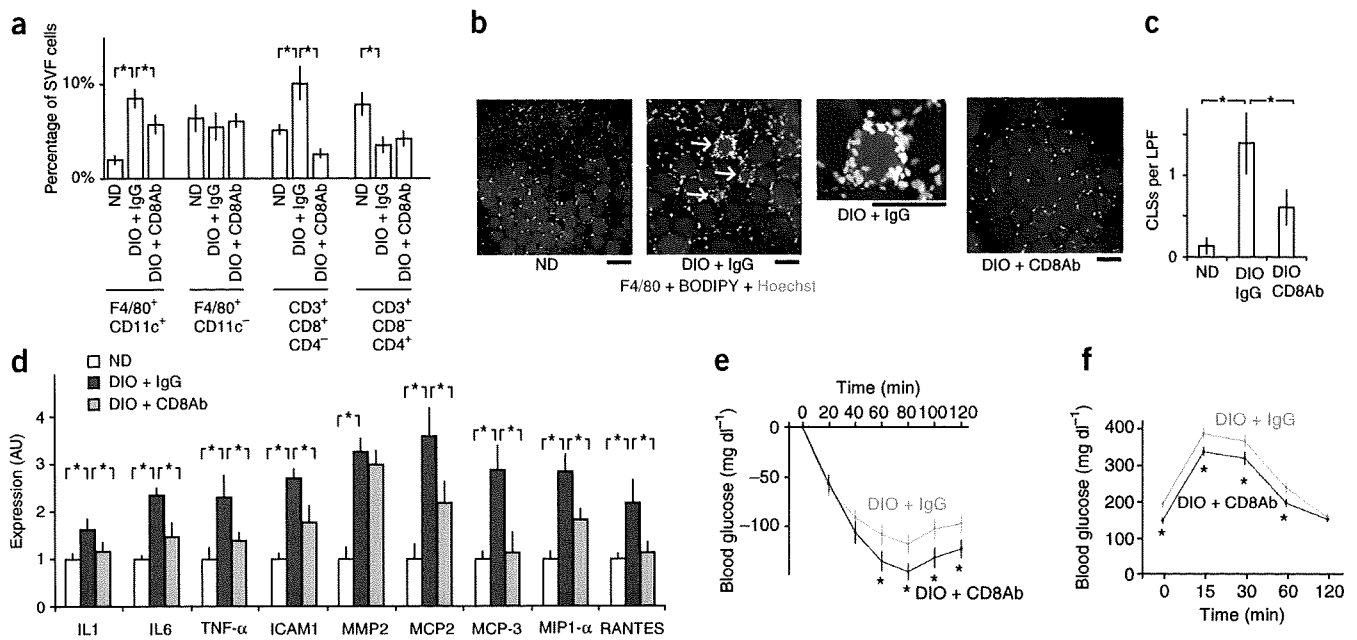 a
Percentage of SVF cells
10%
0%
* * * * *
ND
DIO + IgG
DIO + CD8Ab
ND
DIO + IgG
DIO + CD8Ab
ND
DIO + IgG
DIO + CD8Ab
ND
DIO + IgG
DIO + CD8Ab
F4/80⁺
CD11c⁺
F4/80⁺
CD11c⁻
CD3⁺
CD8⁺
CD4⁻
CD3⁺
CD8⁻
CD4⁺
b
ND
DIO + IgG
DIO + IgG
DIO + CD8Ab
F4/80 + BODIPY + Hoechst
c
CLSs per LPF
1
0
* *
ND
DIO
IgG
DIO
CD8Ab
d
ND
DIO + IgG
DIO + CD8Ab
Expression (AU)
4
3
2
1
0
* * * * * * * * * * * * * * * * *
IL1 IL6 TNF-α ICAM1 MMP2 MCP2 MCP-3 MIP1-α RANTES
e
Time (min)
0 20 40 60 80 100 120
Blood glucose (mg dl⁻¹)
0
−50
−100
DIO + IgG
* * * *
DIO + CD8Ab
f
Blood glucose (mg dl⁻¹)
400
300
200
100
0
DIO + IgG
DIO + CD8Ab
* * * *
0 15 30 60 120
Time (min)